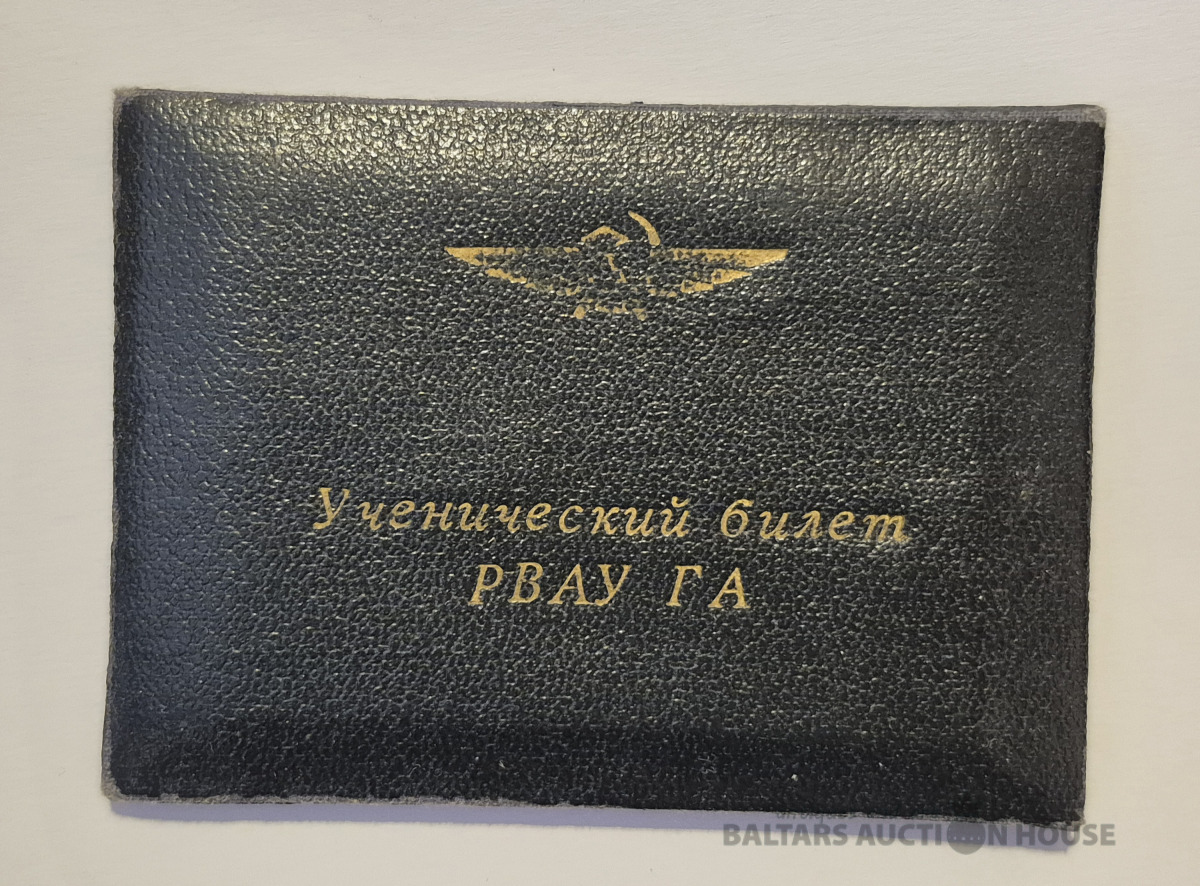 Ученический билет
РВАУ ГА
BALTARS AUCTION HOUSE